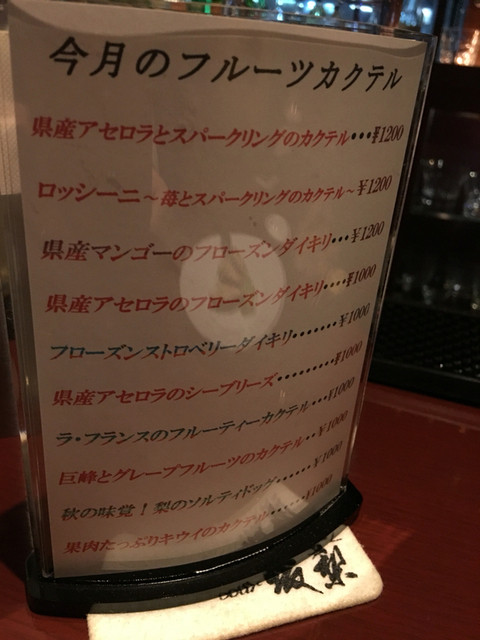 今月のフルーツカクテル
県産アセロラとスパークリングのカクテル・・・¥1200
ロッシーニ～苺とスパークリングのカクテル～¥1200
県産マンゴーのフローズンダイキリ・・・¥1200
県産アセロラのフローズンダイキリ・・・・¥1000
フローズンストロベリーダイキリ・・・・・・・¥1000
県産アセロラのシーブリーズ・・・・・・・・・¥1000
ラ・フランスのフルーティーカクテル・・・¥1000
巨峰とグレープフルーツのカクテル・・¥1000
秋の味覚！梨のソルティドッグ・・・・・・¥1000
果肉たっぷりキウイのカクテル・・・・¥1000